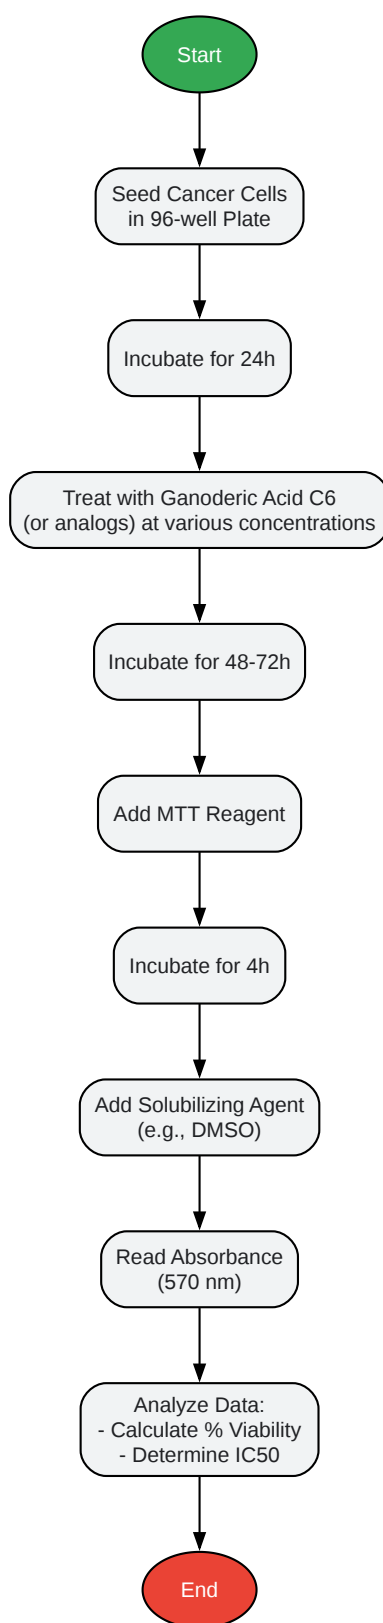 Start
Seed Cancer Cells
in 96-well Plate
Incubate for 24h
Treat with Ganoderic Acid C6
(or analogs) at various concentrations
Incubate for 48-72h
Add MTT Reagent
Incubate for 4h
Add Solubilizing Agent
(e.g., DMSO)
Read Absorbance
(570 nm)
Analyze Data:
- Calculate % Viability
- Determine IC50
End